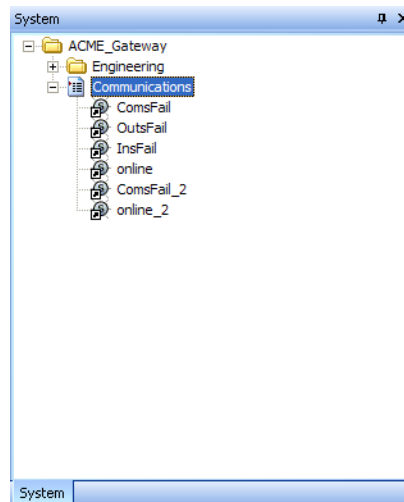 System
ACME_Gateway
Engineering
Communications
ComsFail
OutsFail
InsFail
online
ComsFail_2
online_2
System